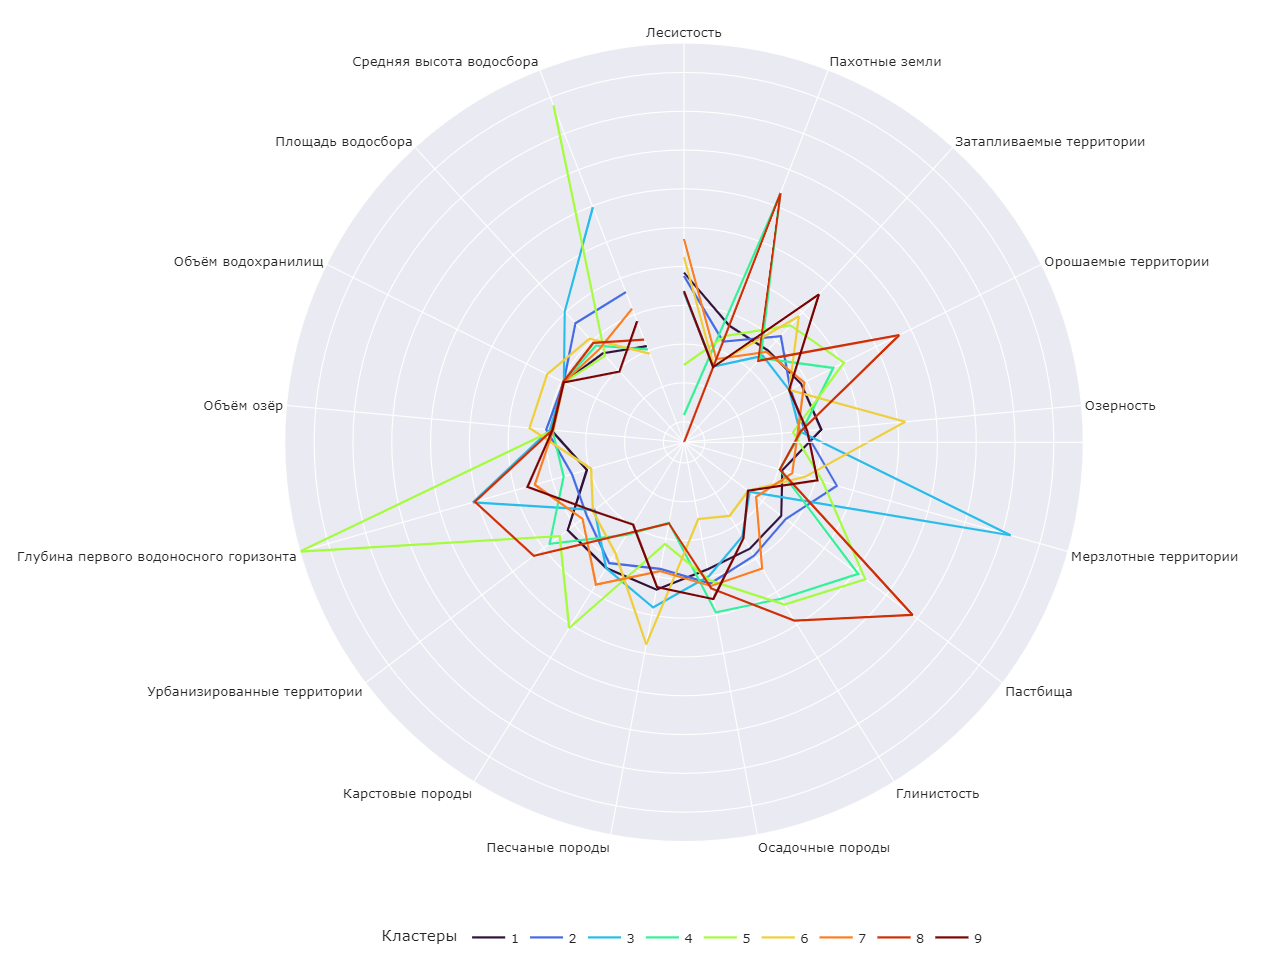 Лесистость
Средняя высота водосбора
Пахотные земли
Площадь водосбора
Затапливаемые территории
Объём водохранилищ
Орошаемые территории
Объём озёр
Озерность
Глубина первого водоносного горизонта
Мерзлотные территории
Урбанизированные территории
Пастбища
Карстовые породы
Глинистость
Песчаные породы
Осадочные породы
Кластеры 1 2 3 4 5 6 7 8 9